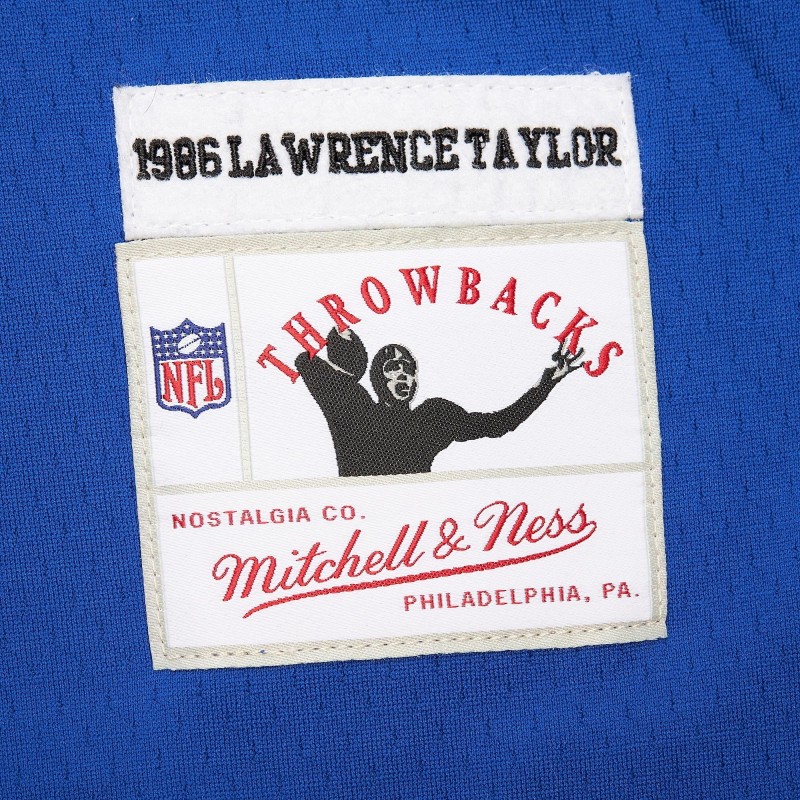 1986 LAWRENCE TAYLOR
THROWBACKS
NFL
NOSTALGIA CO.
Mitchell & Ness
PHILADELPHIA, PA.